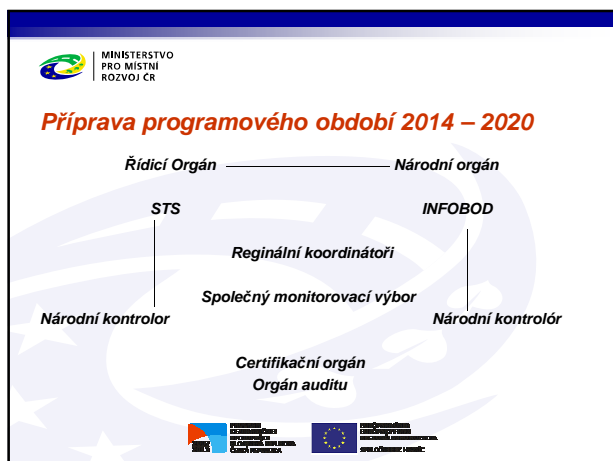 MINISTERSTVO
PRO MÍSTNÍ
ROZVOJ ČR
Příprava programového období 2014 – 2020
Řídicí Orgán Národní orgán
STS INFOBOD
Reginální koordinátoři
Společný monitorovací výbor
Národní kontrolor Národní kontrolór
Certifikační orgán
Orgán auditu